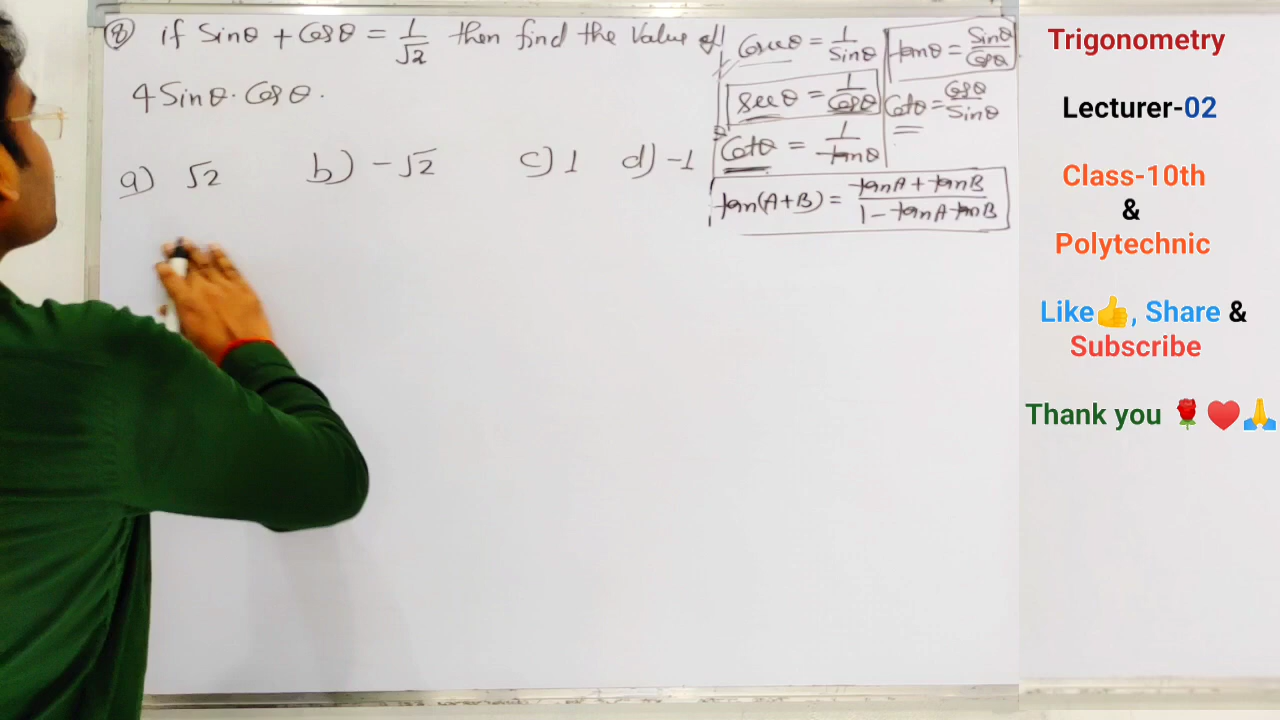 ⑧ if Sinθ + Cosθ = 1/√2 then find the value of
4 Sinθ · Cosθ .
a) √2 b) -√2 c) 1 d) -1
Cosecθ = 1/Sinθ
tanθ = Sinθ/Cosθ
secθ = 1/Cosθ
Cotθ = Cosθ/Sinθ
Cotθ = 1/tanθ
tan(A+B) = tanA + tanB/1 - tanA tanB
Trigonometry
Lecturer-02
Class-10th
&
Polytechnic
Like👍, Share &
Subscribe
Thank you 🌹♥️🙏